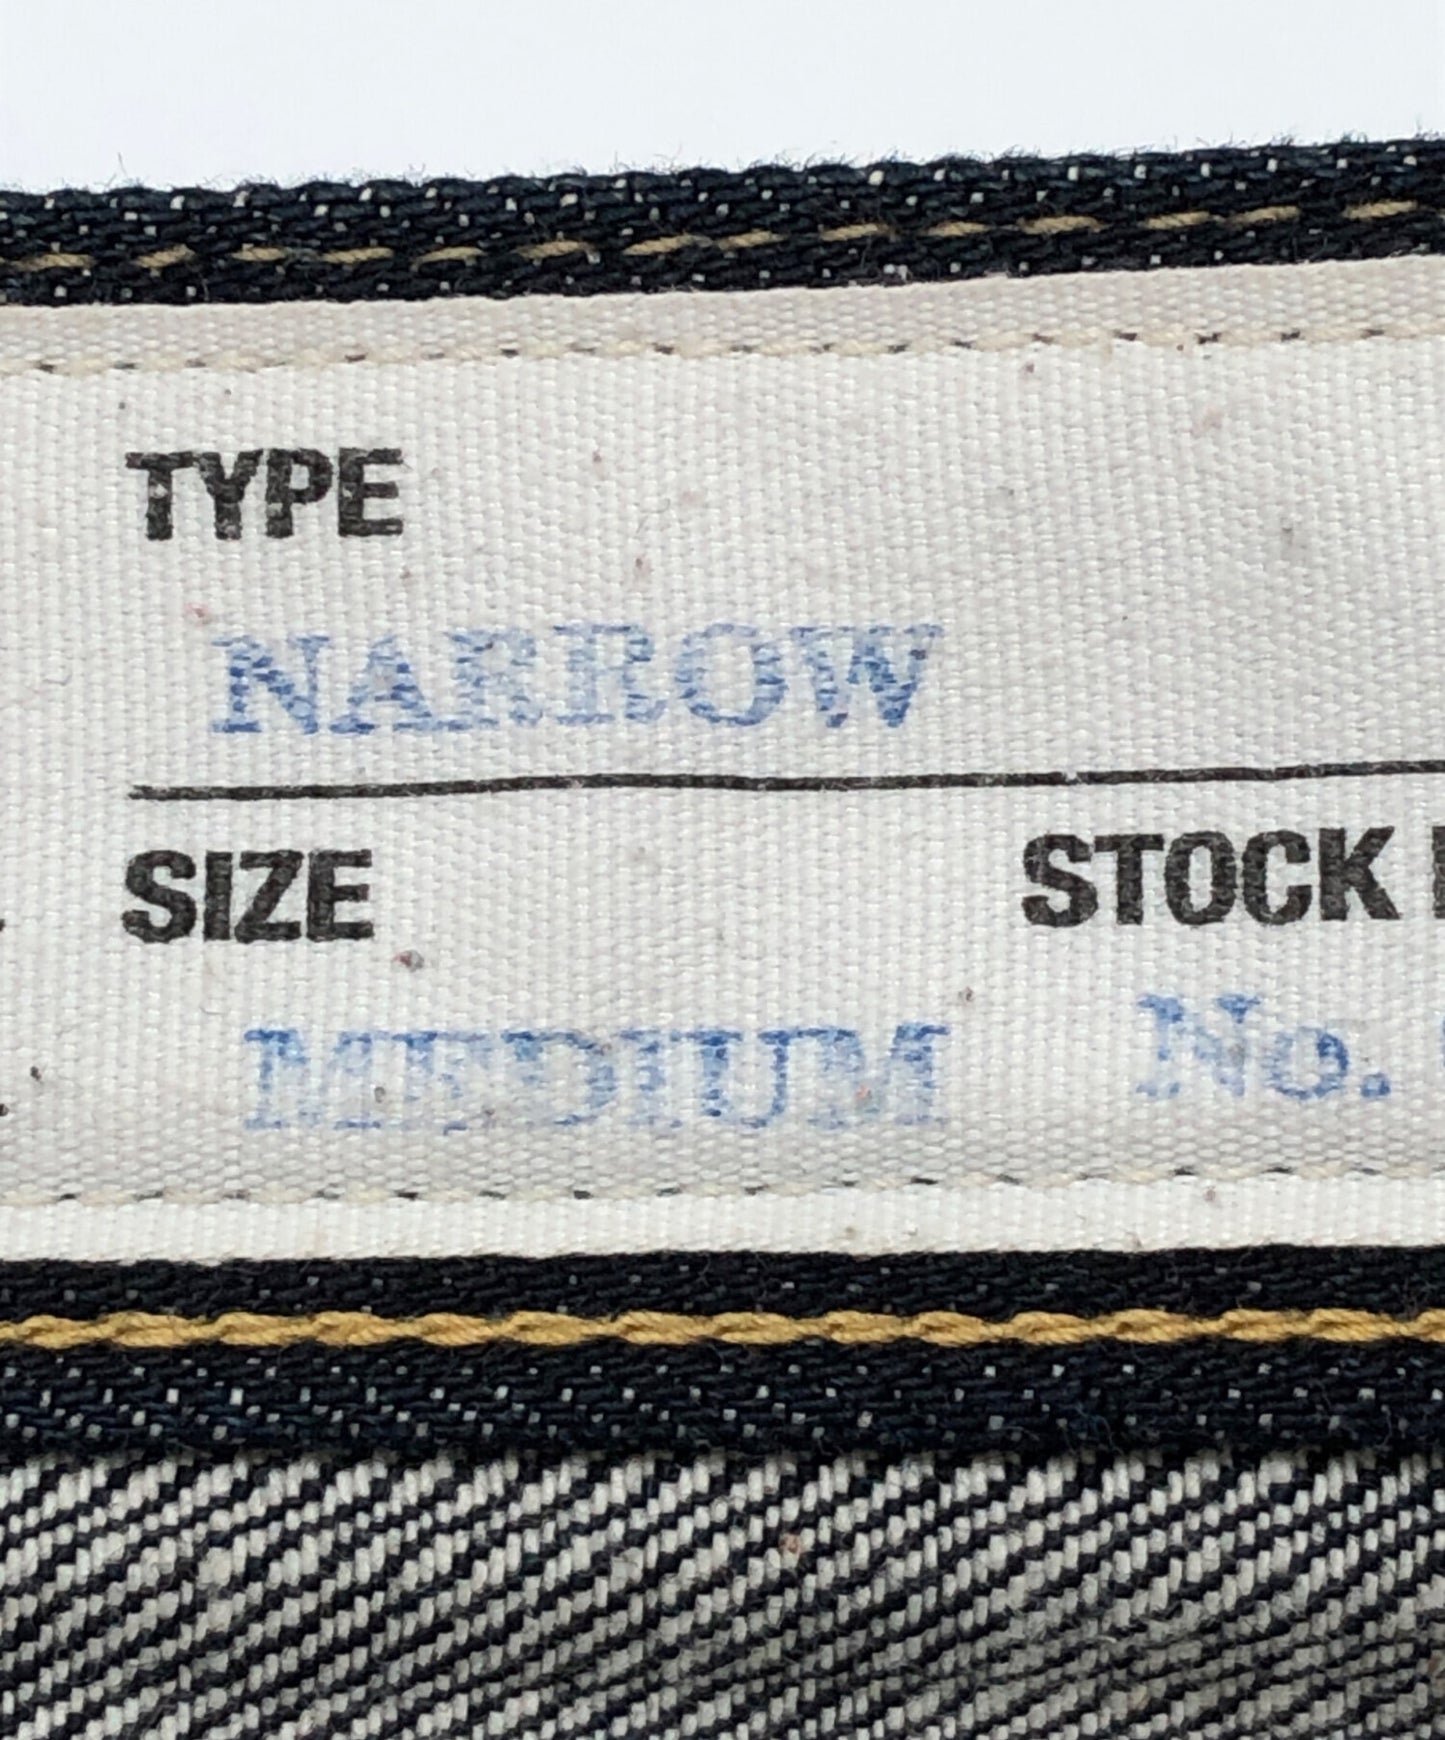 TYPE
NARROW
SIZE STOCK
MEDIUM No.